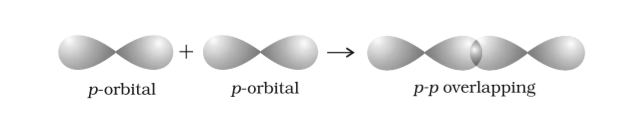 p-orbital + p-orbital → p-p overlapping